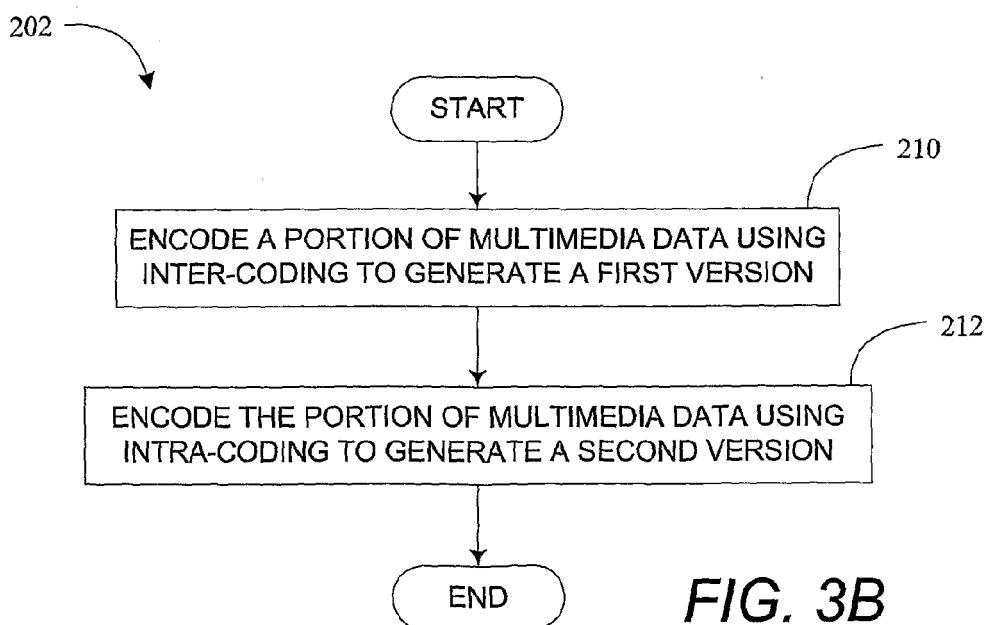 202
START
210
ENCODE A PORTION OF MULTIMEDIA DATA USING
INTER-CODING TO GENERATE A FIRST VERSION
212
ENCODE THE PORTION OF MULTIMEDIA DATA USING
INTRA-CODING TO GENERATE A SECOND VERSION
END
FIG. 3B